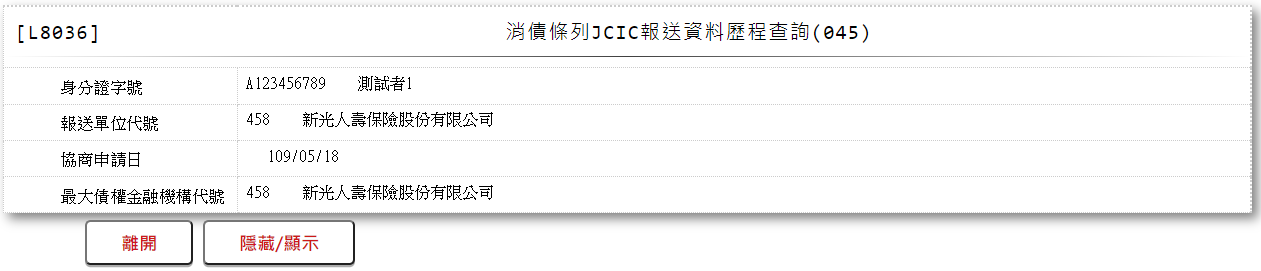 [L8036] 消債條列JCIC報送資料歷程查詢(045)
身分證字號 A123456789 測試者1
報送單位代號 458 新光人壽保險股份有限公司
協商申請日 109/05/18
最大債權金融機構代號 458 新光人壽保險股份有限公司
離開 隱藏/顯示